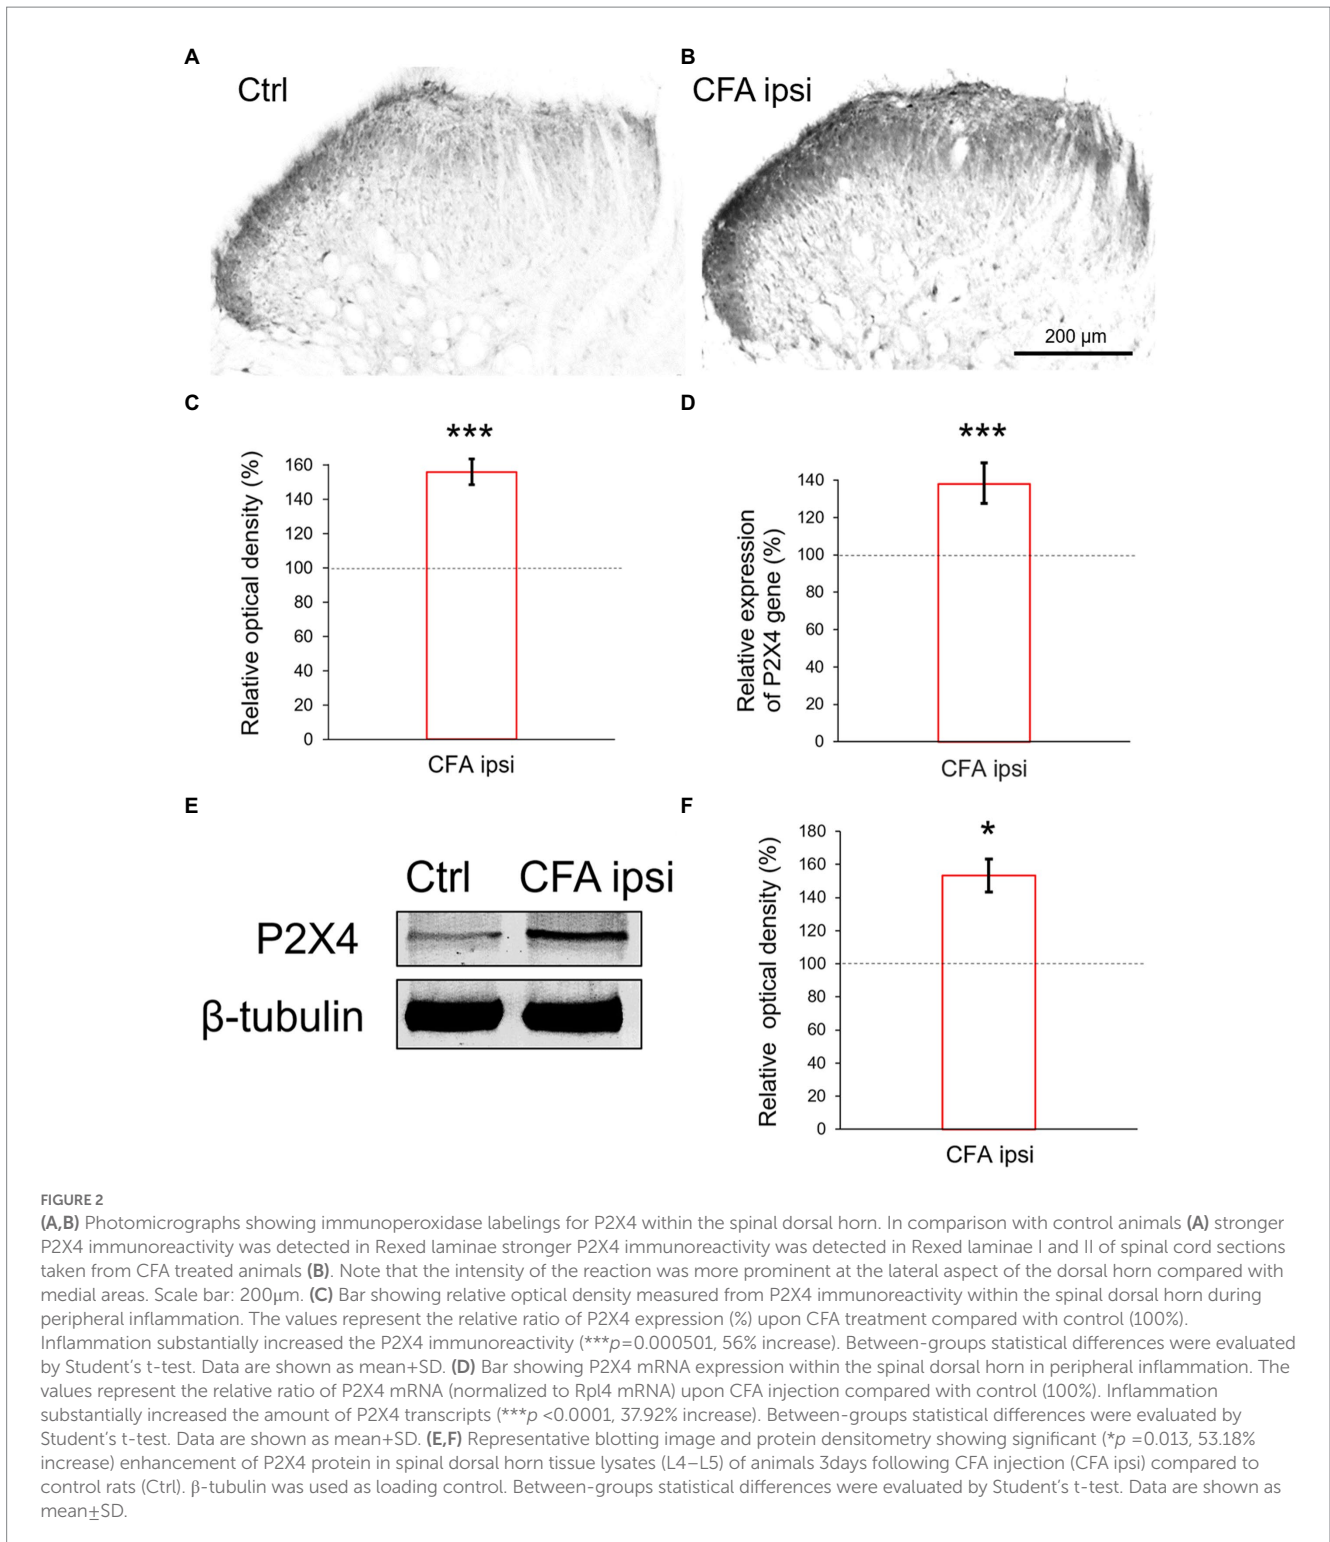 A
B
Ctrl
CFA ipsi
200 µm
C
D
***
Relative optical density (%)
160
140
120
100
80
60
40
20
0
CFA ipsi
***
Relative expression
of P2X4 gene (%)
140
120
100
80
60
40
20
0
CFA ipsi
E
F
Ctrl
CFA ipsi
P2X4
β-tubulin
*
Relative optical density (%)
180
160
140
120
100
80
60
40
20
0
CFA ipsi
FIGURE 2
(A,B) Photomicrographs showing immunoperoxidase labelings for P2X4 within the spinal dorsal horn. In comparison with control animals (A) stronger
P2X4 immunoreactivity was detected in Rexed laminae stronger P2X4 immunoreactivity was detected in Rexed laminae I and II of spinal cord sections
taken from CFA treated animals (B). Note that the intensity of the reaction was more prominent at the lateral aspect of the dorsal horn compared with
medial areas. Scale bar: 200µm. (C) Bar showing relative optical density measured from P2X4 immunoreactivity within the spinal dorsal horn during
peripheral inflammation. The values represent the relative ratio of P2X4 expression (%) upon CFA treatment compared with control (100%).
Inflammation substantially increased the P2X4 immunoreactivity (***p=0.000501, 56% increase). Between-groups statistical differences were evaluated
by Student's t-test. Data are shown as mean+SD. (D) Bar showing P2X4 mRNA expression within the spinal dorsal horn in peripheral inflammation. The
values represent the relative ratio of P2X4 mRNA (normalized to Rpl4 mRNA) upon CFA injection compared with control (100%). Inflammation
substantially increased the amount of P2X4 transcripts (***p <0.0001, 37.92% increase). Between-groups statistical differences were evaluated by
Student's t-test. Data are shown as mean+SD. (E,F) Representative blotting image and protein densitometry showing significant (*p =0.013, 53.18%
increase) enhancement of P2X4 protein in spinal dorsal horn tissue lysates (L4–L5) of animals 3days following CFA injection (CFA ipsi) compared to
control rats (Ctrl). β-tubulin was used as loading control. Between-groups statistical differences were evaluated by Student's t-test. Data are shown as
mean±SD.